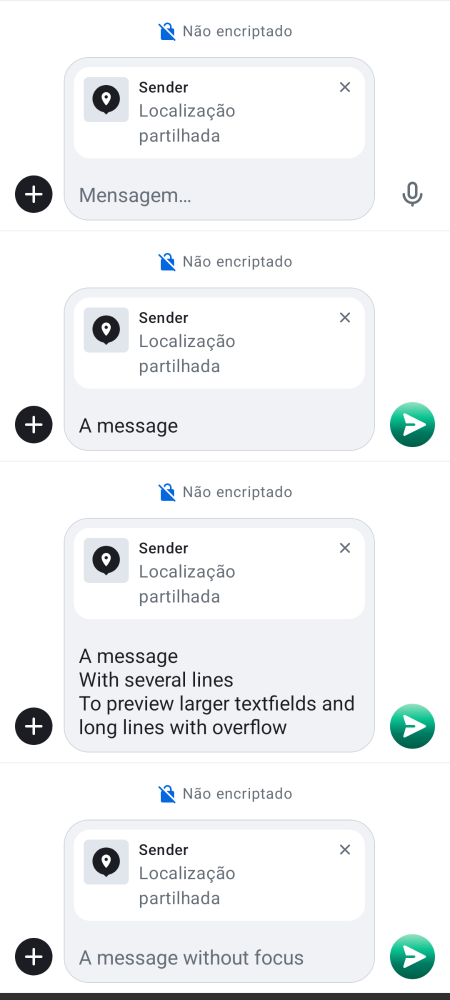 Não encriptado
Sender
Localização
partilhada
Mensagem…
Não encriptado
Sender
Localização
partilhada
A message
Não encriptado
Sender
Localização
partilhada
A message
With several lines
To preview larger textfields and
long lines with overflow
Não encriptado
Sender
Localização
partilhada
A message without focus